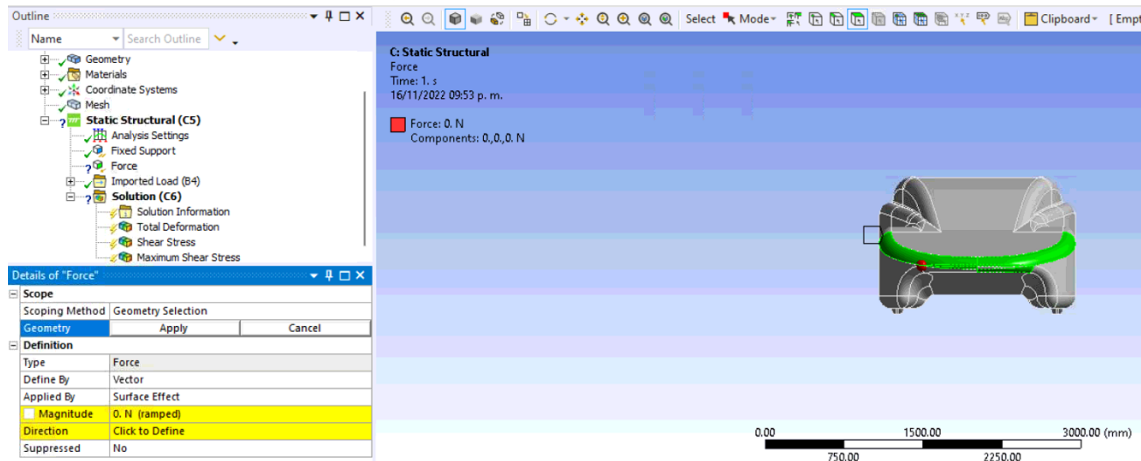 Outline
Name
Search Outline
Geometry
Materials
Coordinate Systems
Mesh
Static Structural (C5)
Analysis Settings
Fixed Support
Force
Imported Load (B4)
Solution (C6)
Solution Information
Total Deformation
Shear Stress
Maximum Shear Stress
Details of "Force"
Scope
Scoping Method Geometry Selection
Geometry Apply Cancel
Definition
Type Force
Define By Vector
Applied By Surface Effect
Magnitude 0. N (ramped)
Direction Click to Define
Suppressed No
Select Mode Clipboard [ Empt
C: Static Structural
Force
Time: 1. s
16/11/2022 09:53 p. m.
Force: 0. N
Components: 0.,0.,0. N
0.00 1500.00 3000.00 (mm)
750.00 2250.00